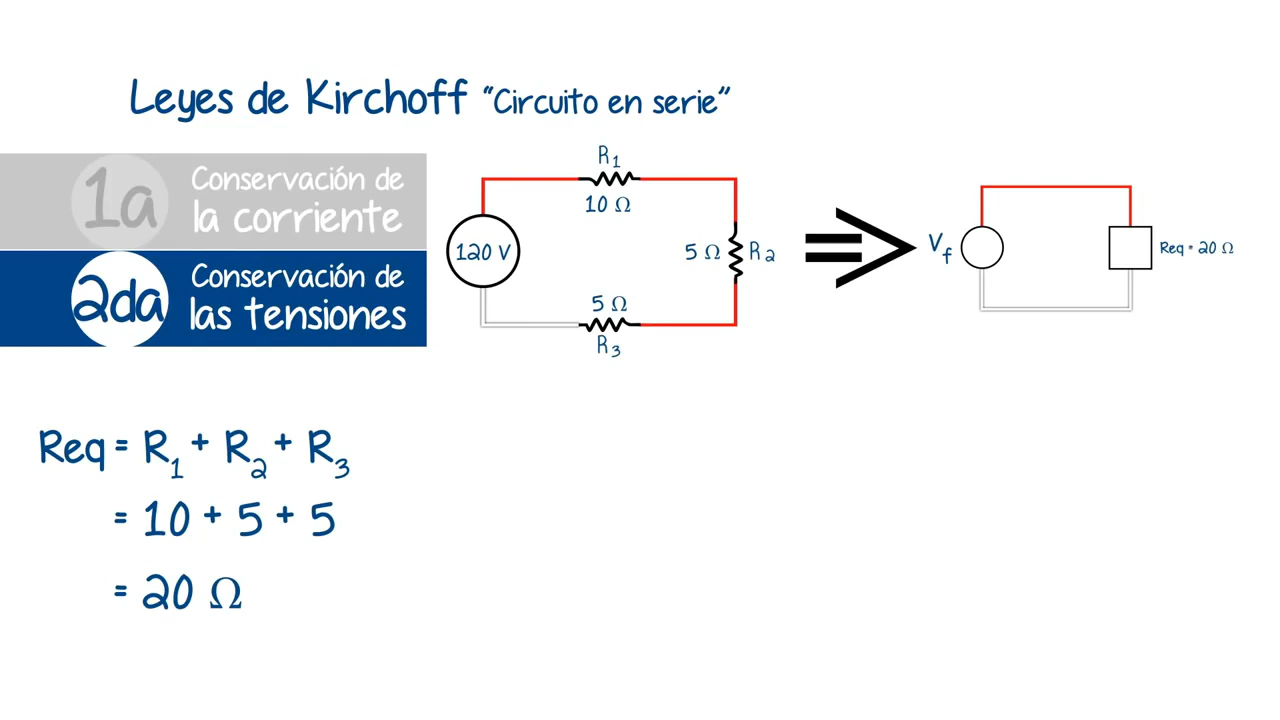 Leyes de Kirchoff "Circuito en serie"
1a
Conservación de
la corriente
2da
Conservación de
las tensiones
R1
10 Ω
120 V
5 Ω
R2
5 Ω
R3
Vf
Req = 20 Ω
Req = R1 + R2 + R3
= 10 + 5 + 5
= 20 Ω